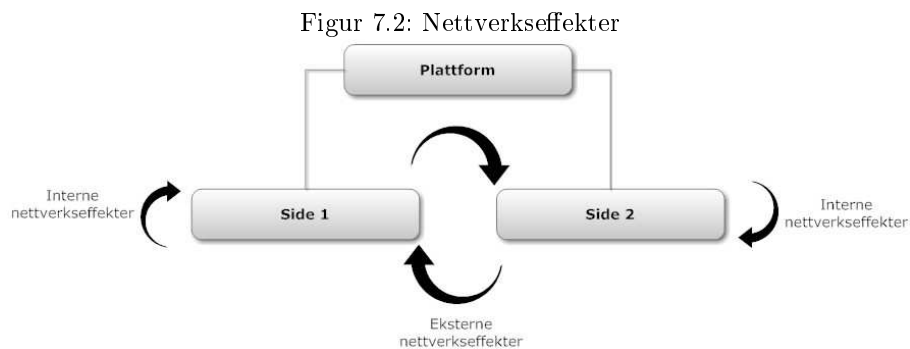 Figur 7.2: Nettverkseffekter
Plattform
Interne
nettverkseffekter
Side 1
Side 2
Interne
nettverkseffekter
Eksterne
nettverkseffekter